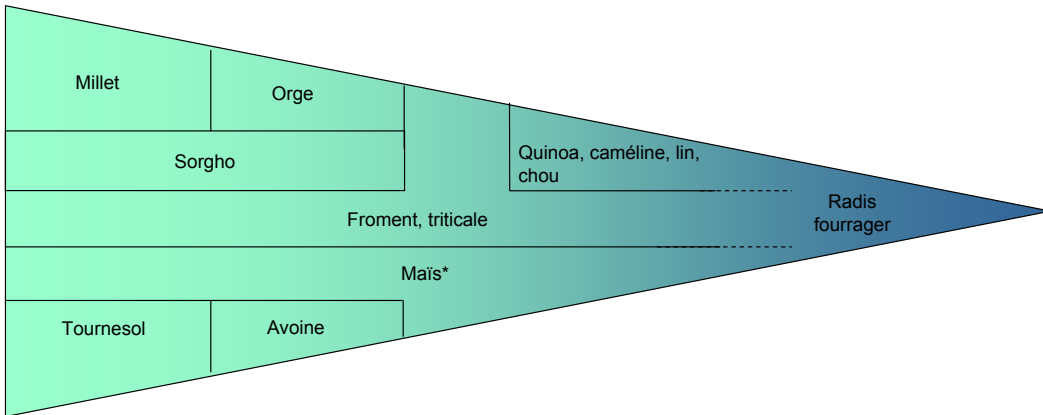 Millet
Orge
Sorgho
Quinoa, caméline, lin,
chou
Froment, triticale
Radis
fourrager
Maïs*
Tournesol
Avoine